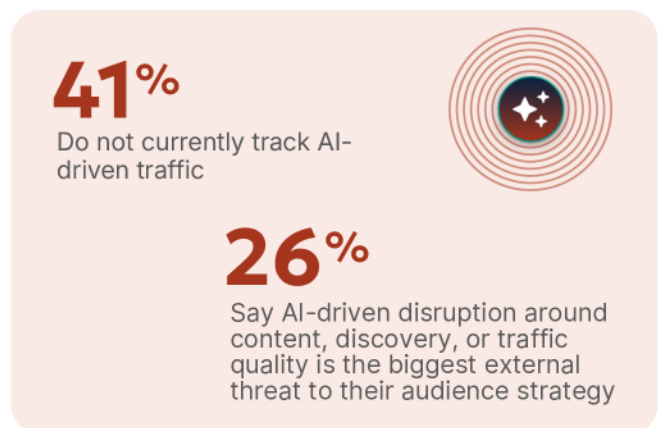 41%
Do not currently track AI-
driven traffic
26%
Say AI-driven disruption around
content, discovery, or traffic
quality is the biggest external
threat to their audience strategy